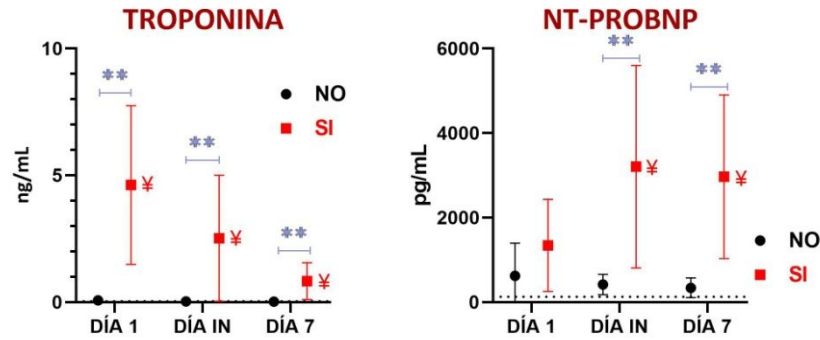 TROPONINA
10
5
0
ng/mL
**
**
**
¥
¥
¥
NO
SI
DÍA 1
DÍA IN
DÍA 7
NT-PROBNP
6000
4000
2000
0
pg/mL
**
**
¥
¥
NO
SI
DÍA 1
DÍA IN
DÍA 7